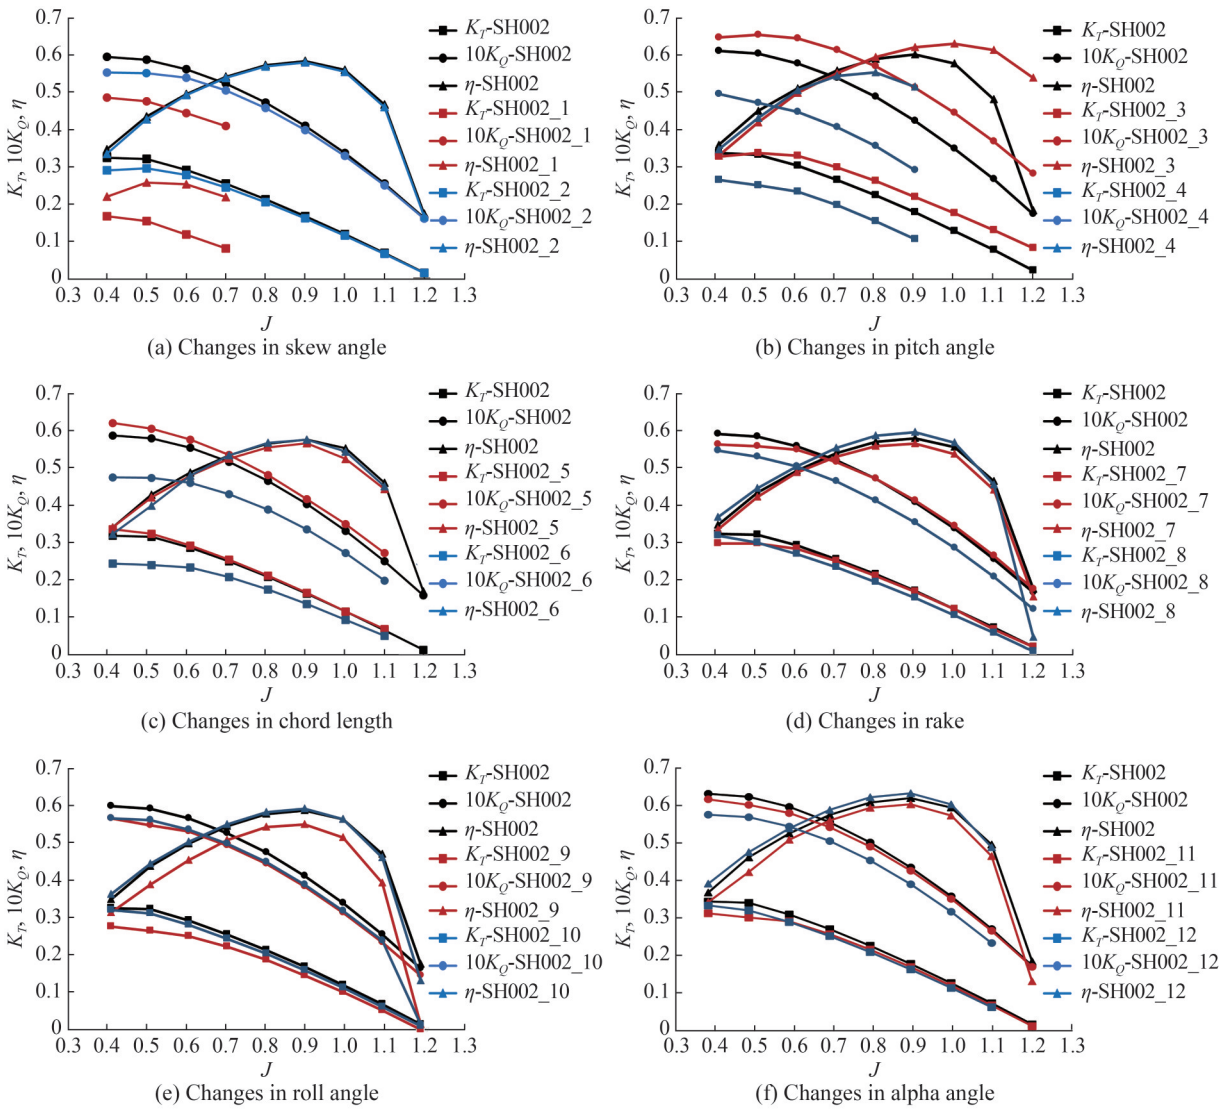 0.7
0.6
0.5
0.4
0.3
0.2
0.1
0
K_T, 10K_Q, η
0.3 0.4 0.5 0.6 0.7 0.8 0.9 1.0 1.1 1.2 1.3
J
K_T-SH002
10K_Q-SH002
η-SH002
K_T-SH002_1
10K_Q-SH002_1
η-SH002_1
K_T-SH002_2
10K_Q-SH002_2
η-SH002_2
(a) Changes in skew angle
0.7
0.6
0.5
0.4
0.3
0.2
0.1
0
K_T, 10K_Q, η
0.3 0.4 0.5 0.6 0.7 0.8 0.9 1.0 1.1 1.2 1.3
J
K_T-SH002
10K_Q-SH002
η-SH002
K_T-SH002_3
10K_Q-SH002_3
η-SH002_3
K_T-SH002_4
10K_Q-SH002_4
η-SH002_4
(b) Changes in pitch angle
0.7
0.6
0.5
0.4
0.3
0.2
0.1
0
K_T, 10K_Q, η
0.3 0.4 0.5 0.6 0.7 0.8 0.9 1.0 1.1 1.2 1.3
J
K_T-SH002
10K_Q-SH002
η-SH002
K_T-SH002_5
10K_Q-SH002_5
η-SH002_5
K_T-SH002_6
10K_Q-SH002_6
η-SH002_6
(c) Changes in chord length
0.7
0.6
0.5
0.4
0.3
0.2
0.1
0
K_T, 10K_Q, η
0.3 0.4 0.5 0.6 0.7 0.8 0.9 1.0 1.1 1.2 1.3
J
K_T-SH002
10K_Q-SH002
η-SH002
K_T-SH002_7
10K_Q-SH002_7
η-SH002_7
K_T-SH002_8
10K_Q-SH002_8
η-SH002_8
(d) Changes in rake
0.7
0.6
0.5
0.4
0.3
0.2
0.1
0
K_T, 10K_Q, η
0.3 0.4 0.5 0.6 0.7 0.8 0.9 1.0 1.1 1.2 1.3
J
K_T-SH002
10K_Q-SH002
η-SH002
K_T-SH002_9
10K_Q-SH002_9
η-SH002_9
K_T-SH002_10
10K_Q-SH002_10
η-SH002_10
(e) Changes in roll angle
0.7
0.6
0.5
0.4
0.3
0.2
0.1
0
K_T, 10K_Q, η
0.3 0.4 0.5 0.6 0.7 0.8 0.9 1.0 1.1 1.2 1.3
J
K_T-SH002
10K_Q-SH002
η-SH002
K_T-SH002_11
10K_Q-SH002_11
η-SH002_11
K_T-SH002_12
10K_Q-SH002_12
η-SH002_12
(f) Changes in alpha angle